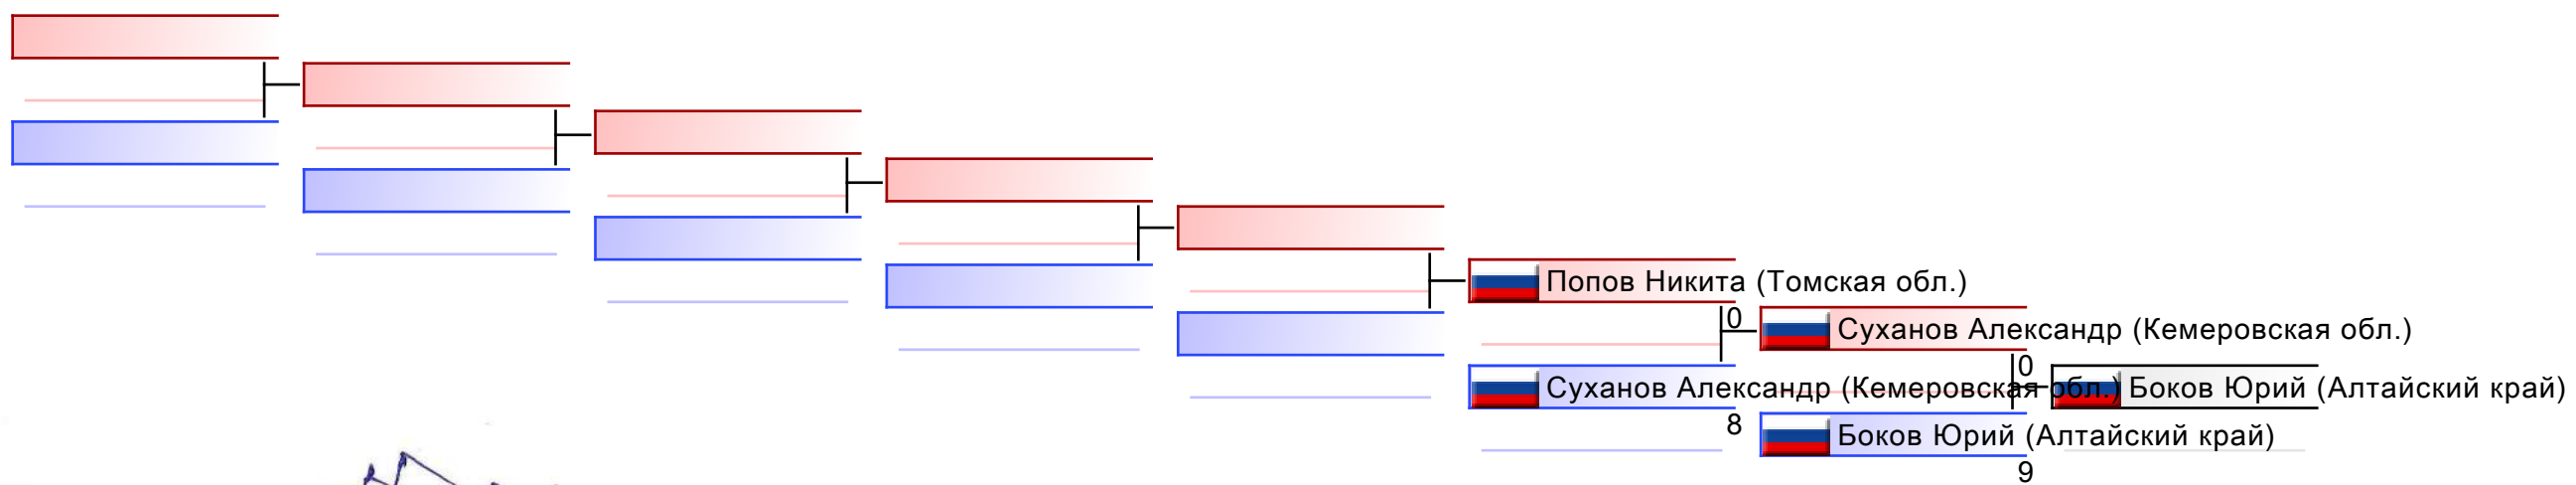 Попов Никита (Томская обл.)
0
Суханов Александр (Кемеровская обл.)
0
Суханов Александр (Кемеровская обл.)
Боков Юрий (Алтайский край)
8
Боков Юрий (Алтайский край)
9